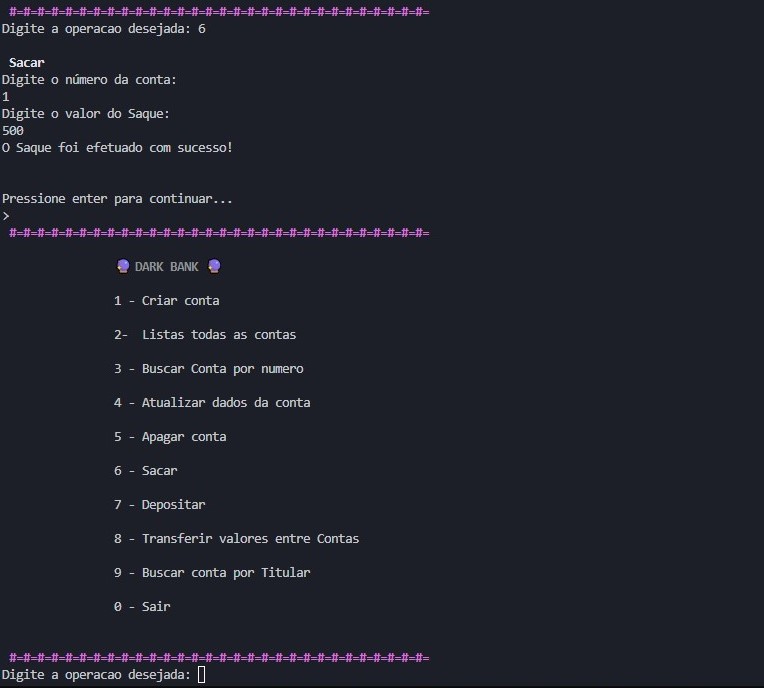 #=#=#=#=#=#=#=#=#=#=#=#=#=#=#=#=#=#=#=#=#=#=#=#=#=#=#=#=#=#=
Digite a operacao desejada: 6
Sacar
Digite o número da conta:
1
Digite o valor do Saque:
500
O Saque foi efetuado com sucesso!
Pressione enter para continuar...
>
#=#=#=#=#=#=#=#=#=#=#=#=#=#=#=#=#=#=#=#=#=#=#=#=#=#=#=#=#=#=
🔮 DARK BANK 🔮
1 - Criar conta
2-  Listas todas as contas
3 - Buscar Conta por numero
4 - Atualizar dados da conta
5 - Apagar conta
6 - Sacar
7 - Depositar
8 - Transferir valores entre Contas
9 - Buscar conta por Titular
0 - Sair
#=#=#=#=#=#=#=#=#=#=#=#=#=#=#=#=#=#=#=#=#=#=#=#=#=#=#=#=#=#=
Digite a operacao desejada: